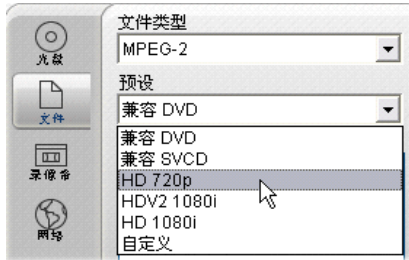 光盘
文件
录像带
网络
文件类型
MPEG-2
预设
兼容 DVD
兼容 DVD
兼容 SVCD
HD 720p
HDV2 1080i
HD 1080i
自定义